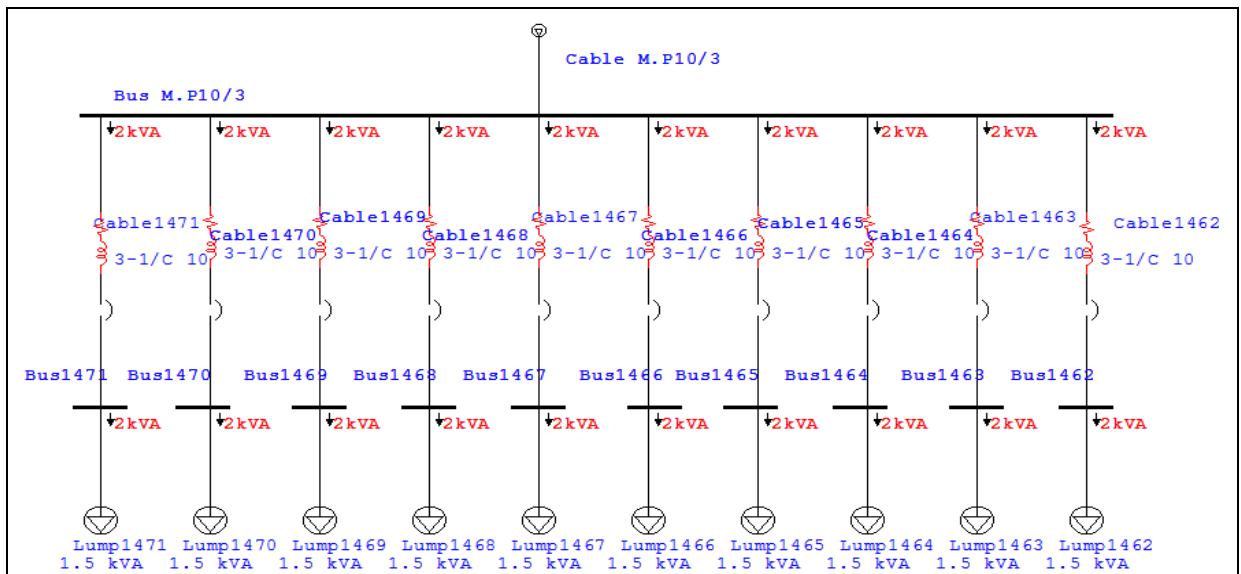 Cable M.P10/3
Bus M.P10/3
2kVA 2kVA 2kVA 2kVA 2kVA 2kVA 2kVA 2kVA 2kVA 2kVA
Cable1471 Cable1469 Cable1467 Cable1465 Cable1463 Cable1462
Cable1470 Cable1468 Cable1466 Cable1464
3-1/C 10 3-1/C 10 3-1/C 10 3-1/C 10 3-1/C 10 3-1/C 10 3-1/C 10 3-1/C 10 3-1/C 10 3-1/C 10
Bus1471 Bus1470 Bus1469 Bus1468 Bus1467 Bus1466 Bus1465 Bus1464 Bus1463 Bus1462
2kVA 2kVA 2kVA 2kVA 2kVA 2kVA 2kVA 2kVA 2kVA 2kVA
Lump1471 Lump1470 Lump1469 Lump1468 Lump1467 Lump1466 Lump1465 Lump1464 Lump1463 Lump1462
1.5 kVA 1.5 kVA 1.5 kVA 1.5 kVA 1.5 kVA 1.5 kVA 1.5 kVA 1.5 kVA 1.5 kVA 1.5 kVA